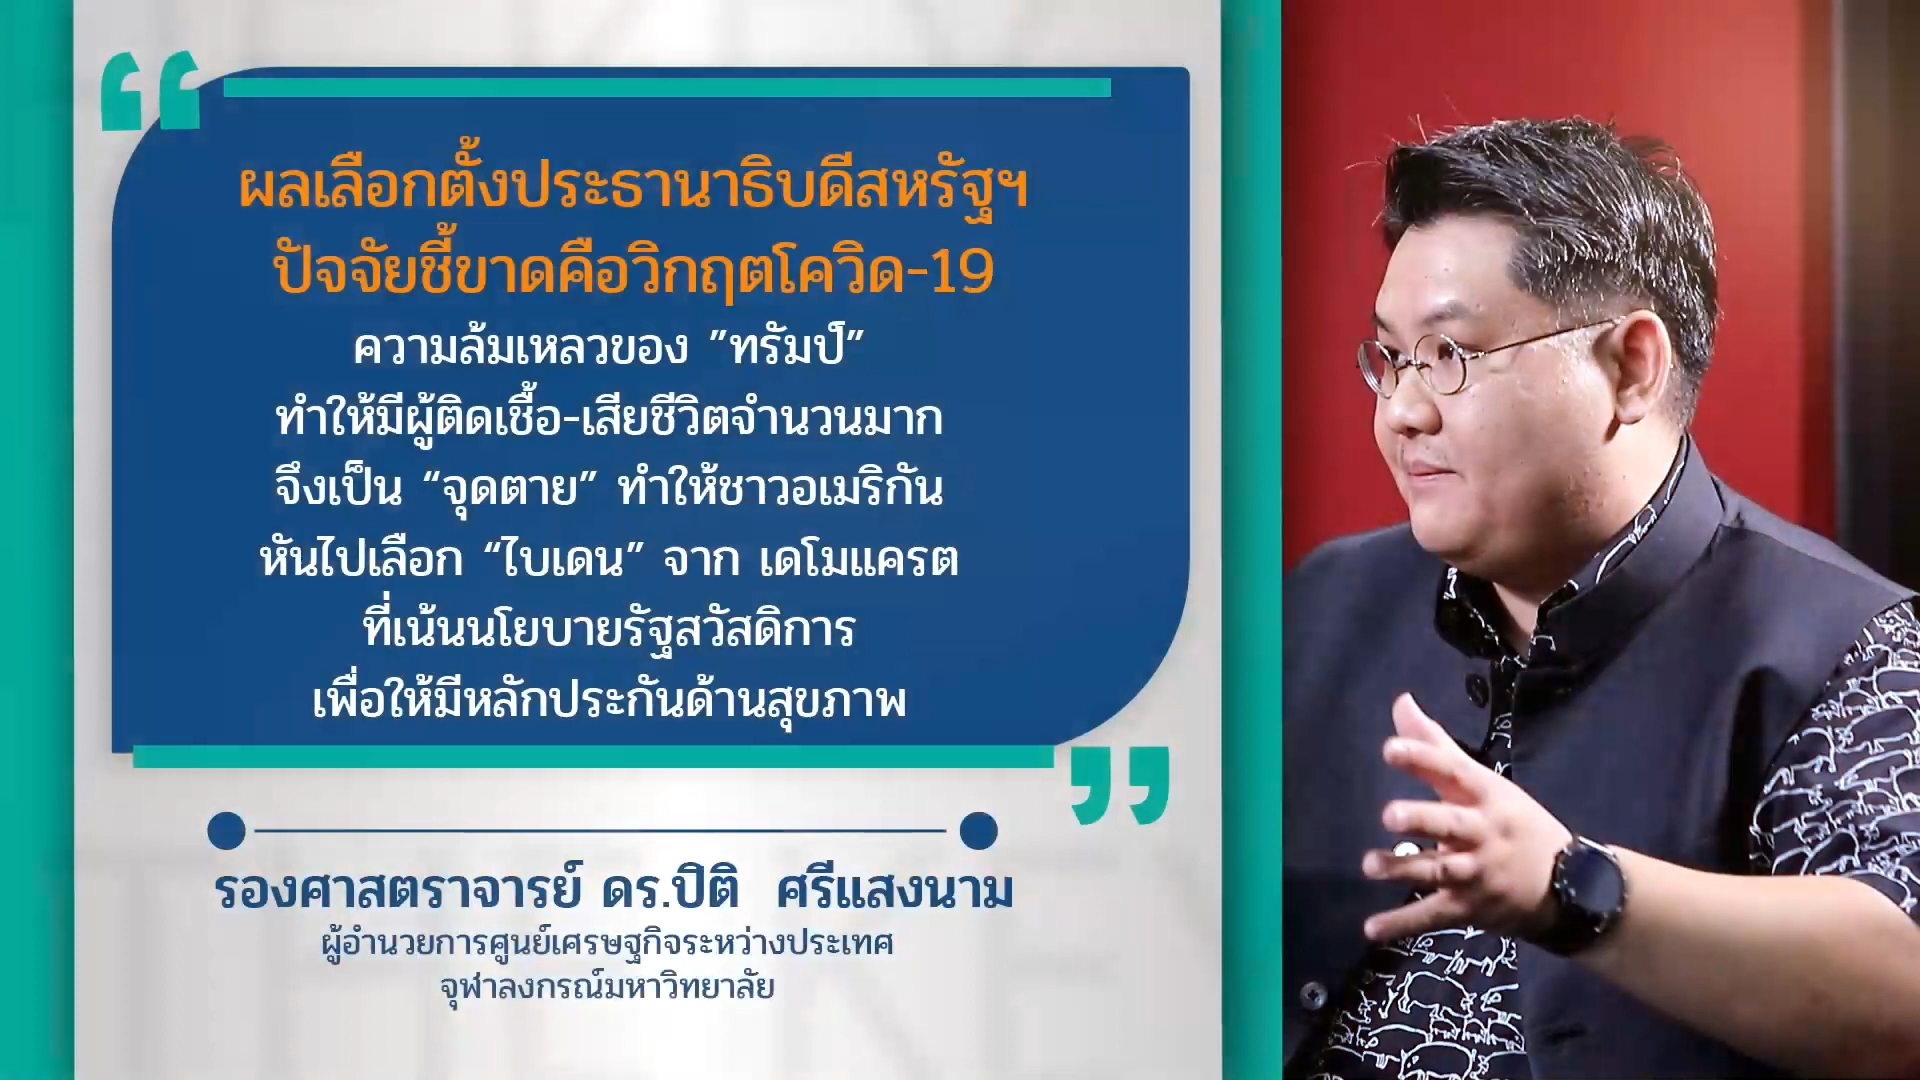 ผลเลือกตั้งประธานาธิบดีสหรัฐฯ
ปัจจัยชี้ขาดคือวิกฤตโควิด-19
ความล้มเหลวของ ”ทรัมป์”
ทำให้มีผู้ติดเชื้อ-เสียชีวิตจำนวนมาก
จึงเป็น “จุดตาย” ทำให้ชาวอเมริกัน
หันไปเลือก “ไบเดน” จาก เดโมแครต
ที่เน้นนโยบายรัฐสวัสดิการ
เพื่อให้มีหลักประกันด้านสุขภาพ
รองศาสตราจารย์ ดร.ปิติ ศรีแสงนาม
ผู้อำนวยการศูนย์เศรษฐกิจระหว่างประเทศ
จุฬาลงกรณ์มหาวิทยาลัย